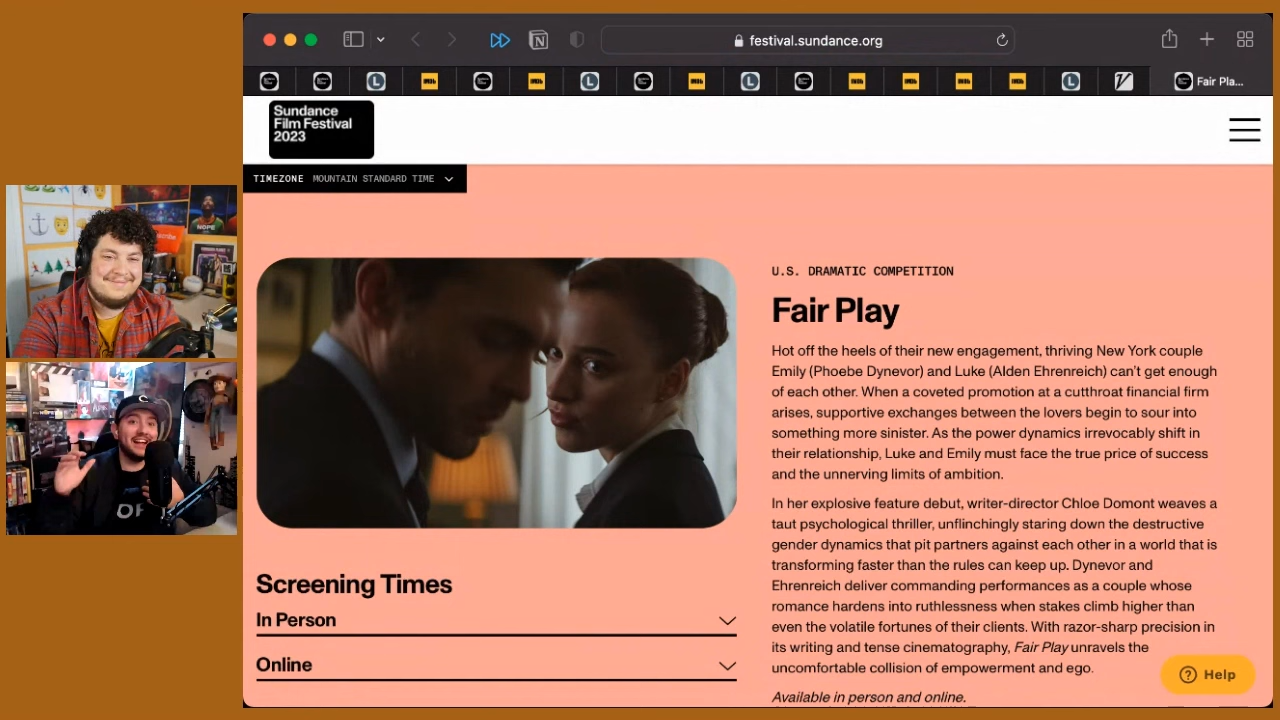 festival.sundance.org
Fair Pla...
Sundance
Film Festival
2023
TIMEZONE MOUNTAIN STANDARD TIME
NOPE
U.S. DRAMATIC COMPETITION
Fair Play
Hot off the heels of their new engagement, thriving New York couple
Emily (Phoebe Dynevor) and Luke (Alden Ehrenreich) can't get enough
of each other. When a coveted promotion at a cutthroat financial firm
arises, supportive exchanges between the lovers begin to sour into
something more sinister. As the power dynamics irrevocably shift in
their relationship, Luke and Emily must face the true price of success
and the unnerving limits of ambition.
In her explosive feature debut, writer-director Chloe Domont weaves a
taut psychological thriller, unflinchingly staring down the destructive
gender dynamics that pit partners against each other in a world that is
transforming faster than the rules can keep up. Dynevor and
Ehrenreich deliver commanding performances as a couple whose
romance hardens into ruthlessness when stakes climb higher than
even the volatile fortunes of their clients. With razor-sharp precision in
its writing and tense cinematography, Fair Play unravels the
uncomfortable collision of empowerment and ego.
Available in person and online.
Screening Times
In Person
Online
Help